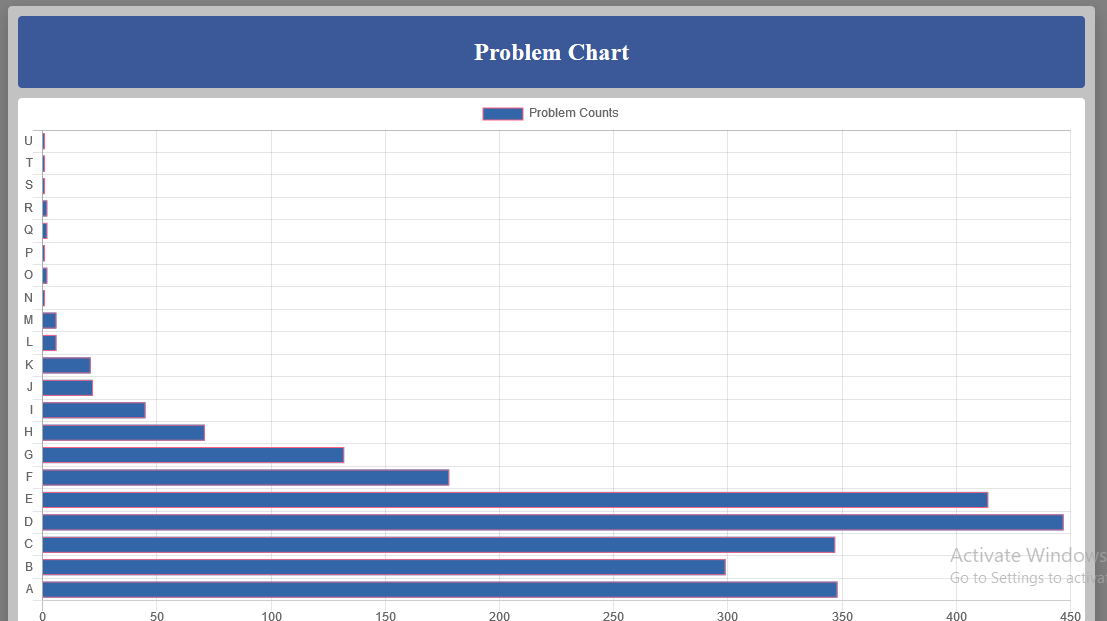 Problem Chart
Problem Counts
U
T
S
R
Q
P
O
N
M
L
K
J
I
H
G
F
E
D
C
B
A
0 50 100 150 200 250 300 350 400 450
Activate Windows
Go to Settings to